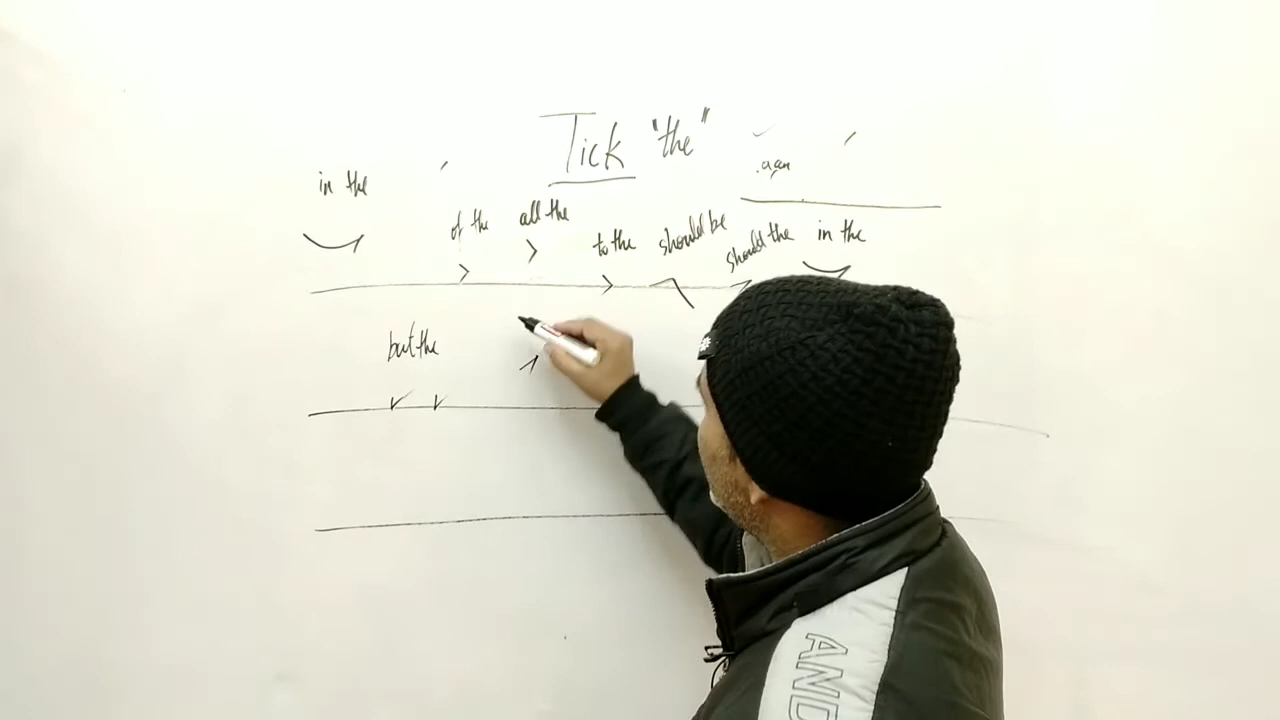 Tick "the"
in the
of the all the to the should be should the in the
but the
AND